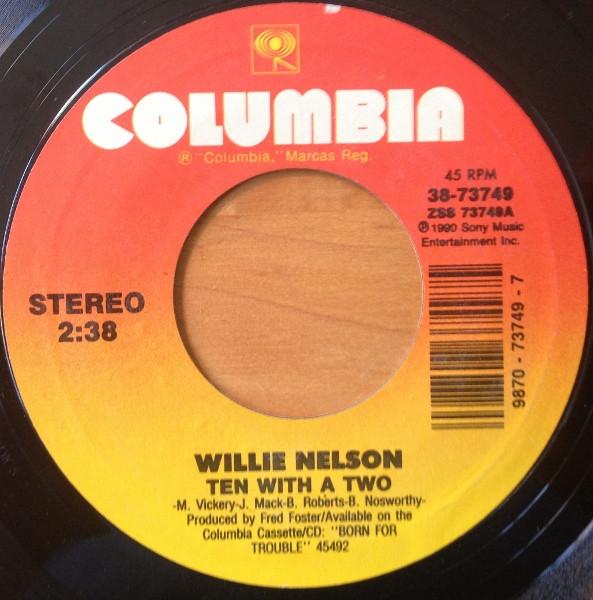 COLUMBIA
® "Columbia," Marcas Reg.
45 RPM
38-73749
ZSS 73749A
℗ 1990 Sony Music
Entertainment Inc.
STEREO
2:38
9870 - 73749 - 7
WILLIE NELSON
TEN WITH A TWO
-M. Vickery-J. Mack-B. Roberts-B. Nosworthy-
Produced by Fred Foster/Available on the
Columbia Cassette/CD: "BORN FOR
TROUBLE" 45492